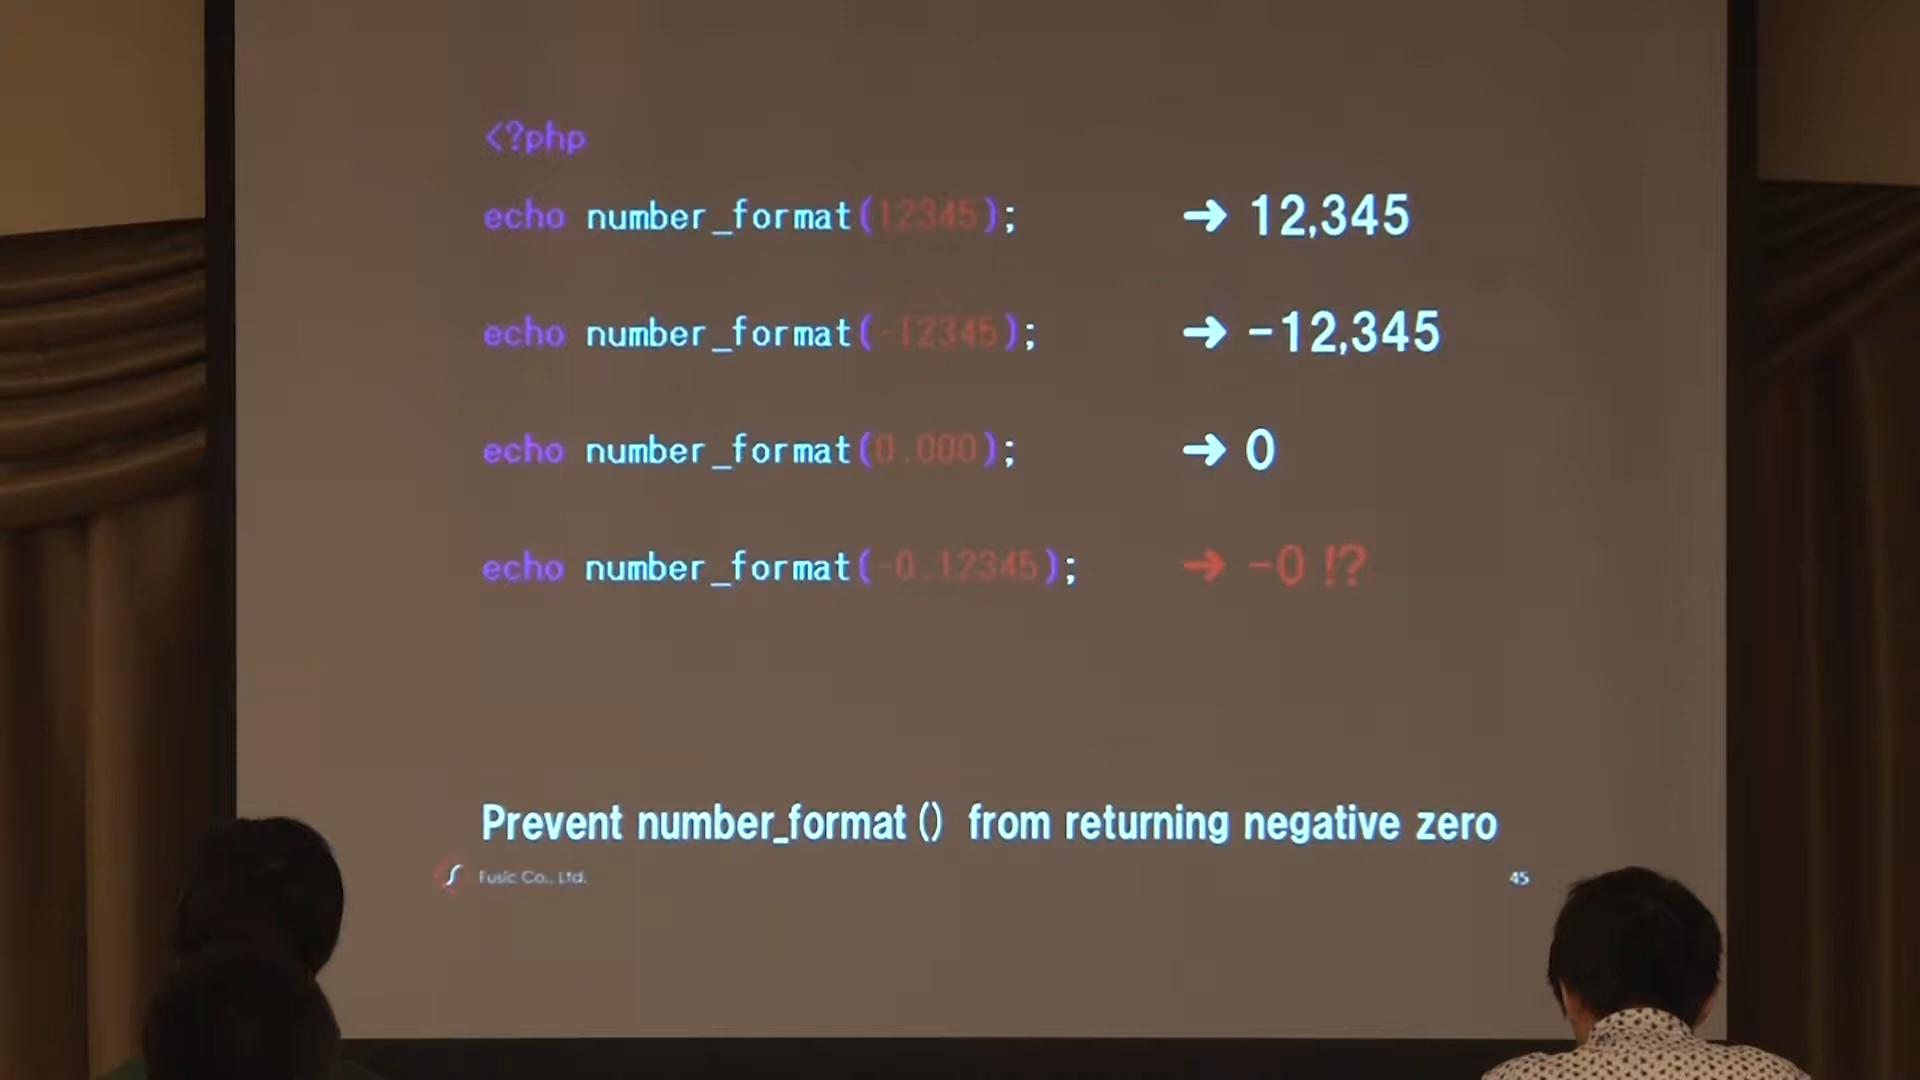 <?php
echo number_format(12345); → 12,345
echo number_format(-12345); → -12,345
echo number_format(0.000); → 0
echo number_format(-0.12345); → -0 !?
Prevent number_format() from returning negative zero
Fusic Co., Ltd. 45